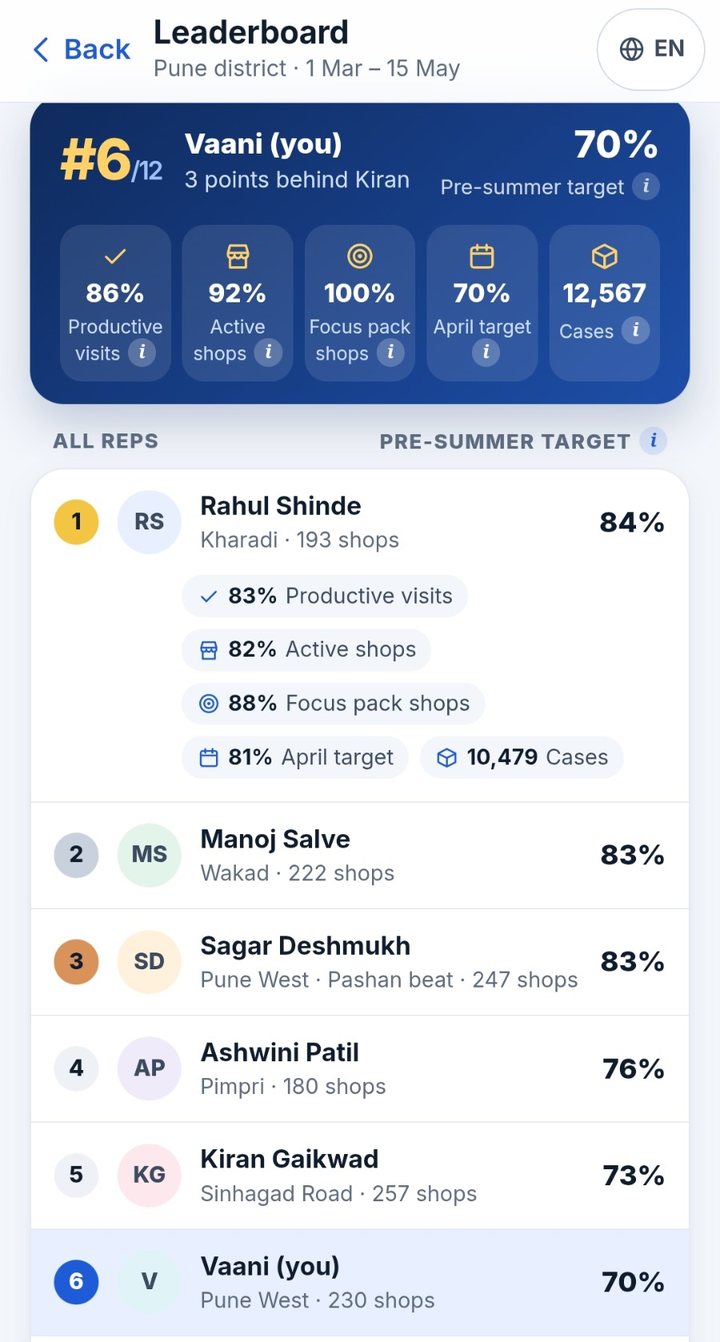 Back
Leaderboard
Pune district · 1 Mar – 15 May
EN
#6/12
Vaani (you)
3 points behind Kiran
70%
Pre-summer target i
86%
Productive
visits i
92%
Active
shops i
100%
Focus pack
shops i
70%
April target
i
12,567
Cases i
ALL REPS
PRE-SUMMER TARGET i
1
RS
Rahul Shinde
Kharadi · 193 shops
84%
83% Productive visits
82% Active shops
88% Focus pack shops
81% April target
10,479 Cases
2
MS
Manoj Salve
Wakad · 222 shops
83%
3
SD
Sagar Deshmukh
Pune West · Pashan beat · 247 shops
83%
4
AP
Ashwini Patil
Pimpri · 180 shops
76%
5
KG
Kiran Gaikwad
Sinhagad Road · 257 shops
73%
6
V
Vaani (you)
Pune West · 230 shops
70%